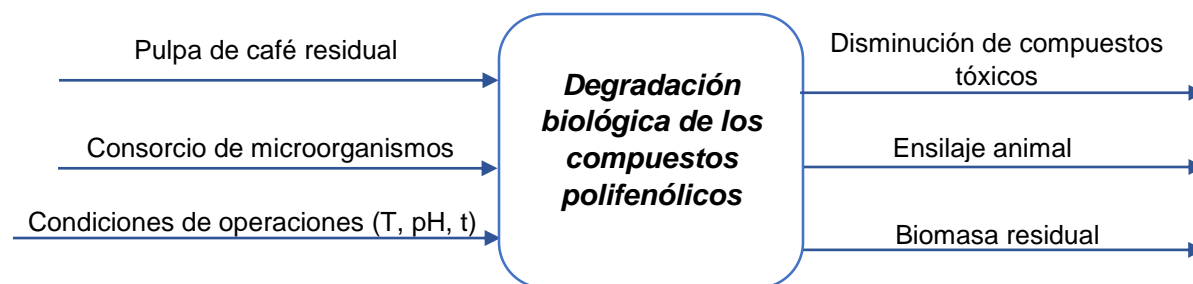 Pulpa de café residual
Consorcio de microorganismos
Condiciones de operaciones (T, pH, t)
Degradación
biológica de los
compuestos
polifenólicos
Disminución de compuestos
tóxicos
Ensilaje animal
Biomasa residual